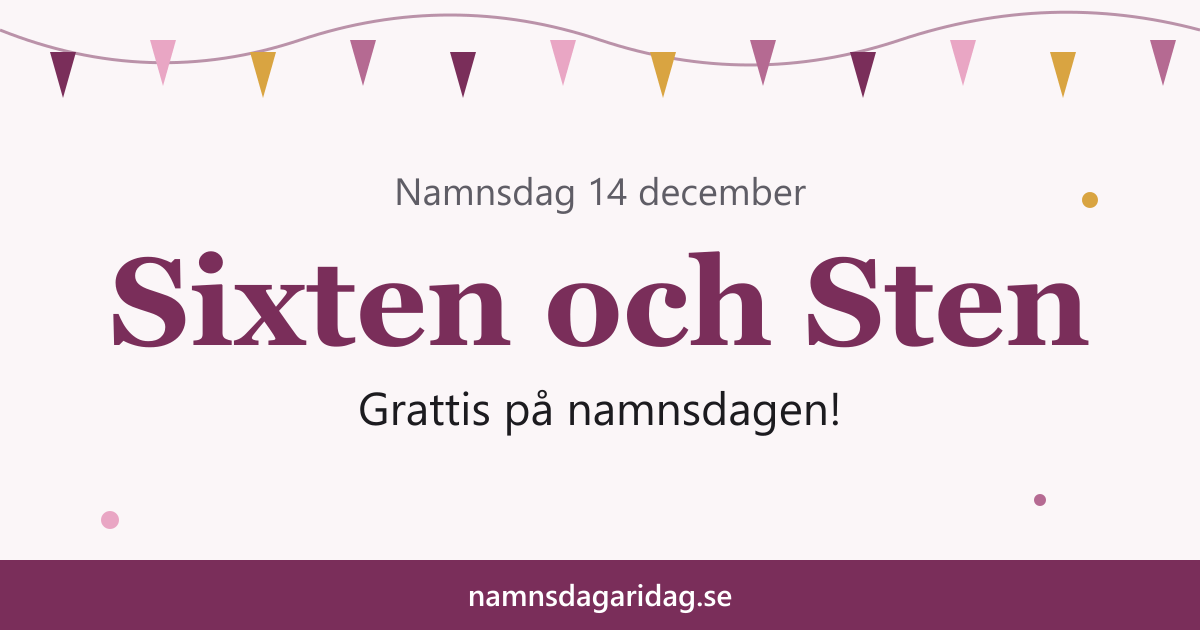 Namnsdag 14 december
Sixten och Sten
Grattis på namnsdagen!
namnsdagaridag.se